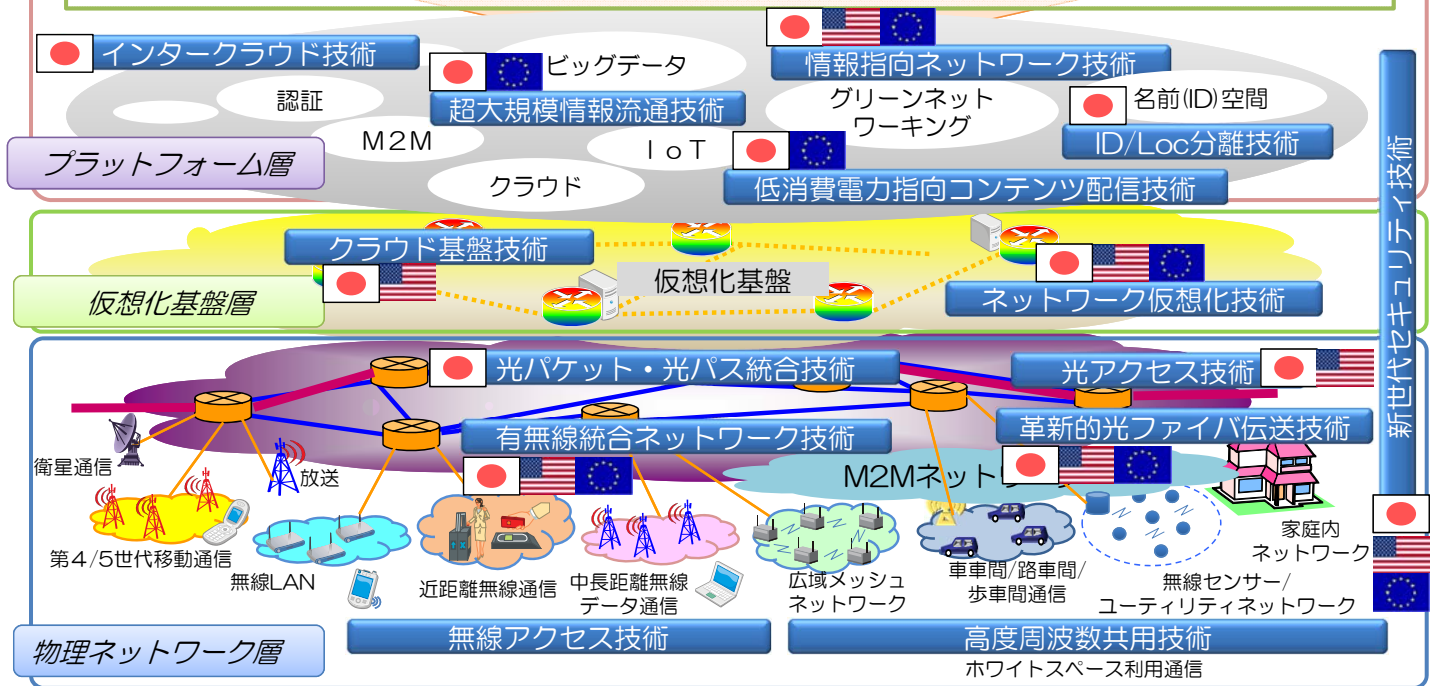 インタークラウド技術
ビッグデータ
情報指向ネットワーク技術
認証
超大規模情報流通技術
グリーンネット
ワーキング
名前(ID)空間
M2M
IoT
ID/Loc分離技術
プラットフォーム層
クラウド
低消費電力指向コンテンツ配信技術
新世代セキュリティ技術
クラウド基盤技術
仮想化基盤
仮想化基盤層
ネットワーク仮想化技術
光パケット・光パス統合技術
光アクセス技術
有無線統合ネットワーク技術
革新的光ファイバ伝送技術
衛星通信
放送
M2Mネットワ
第4/5世代移動通信
無線LAN
近距離無線通信
中長距離無線
データ通信
広域メッシュ
ネットワーク
車車間/路車間/
歩車間通信
無線センサー/
ユーティリティネットワーク
家庭内
ネットワーク
物理ネットワーク層
無線アクセス技術
高度周波数共用技術
ホワイトスペース利用通信